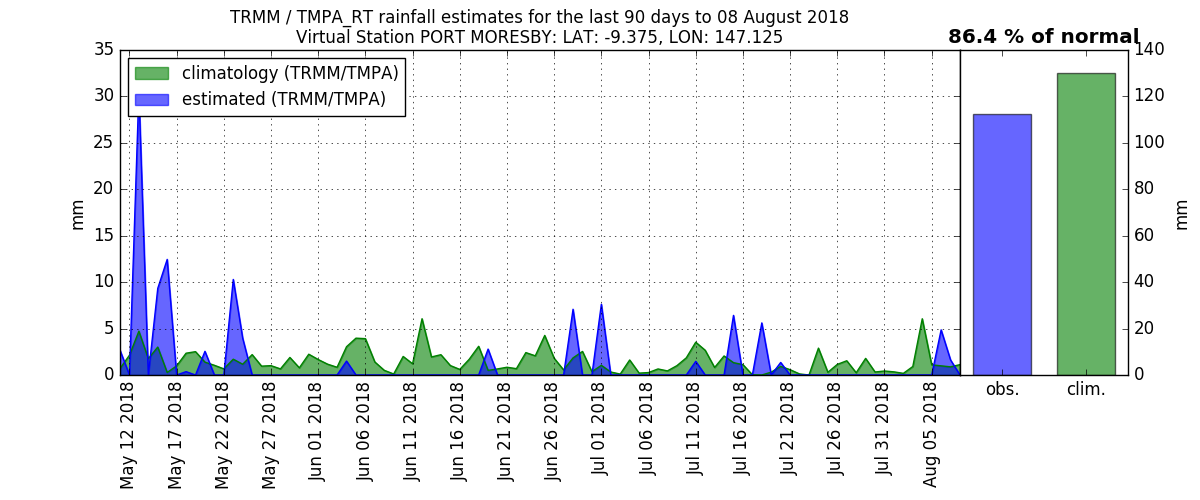 TRMM / TMPA_RT rainfall estimates for the last 90 days to 08 August 2018
Virtual Station PORT MORESBY: LAT: -9.375, LON: 147.125
86.4 % of normal
climatology (TRMM/TMPA)
estimated (TRMM/TMPA)
35
30
25
20
15
10
5
0
mm
May 12 2018
May 17 2018
May 22 2018
May 27 2018
Jun 01 2018
Jun 06 2018
Jun 11 2018
Jun 16 2018
Jun 21 2018
Jun 26 2018
Jul 01 2018
Jul 06 2018
Jul 11 2018
Jul 16 2018
Jul 21 2018
Jul 26 2018
Jul 31 2018
Aug 05 2018
obs.
clim.
140
120
100
80
60
40
20
0
mm